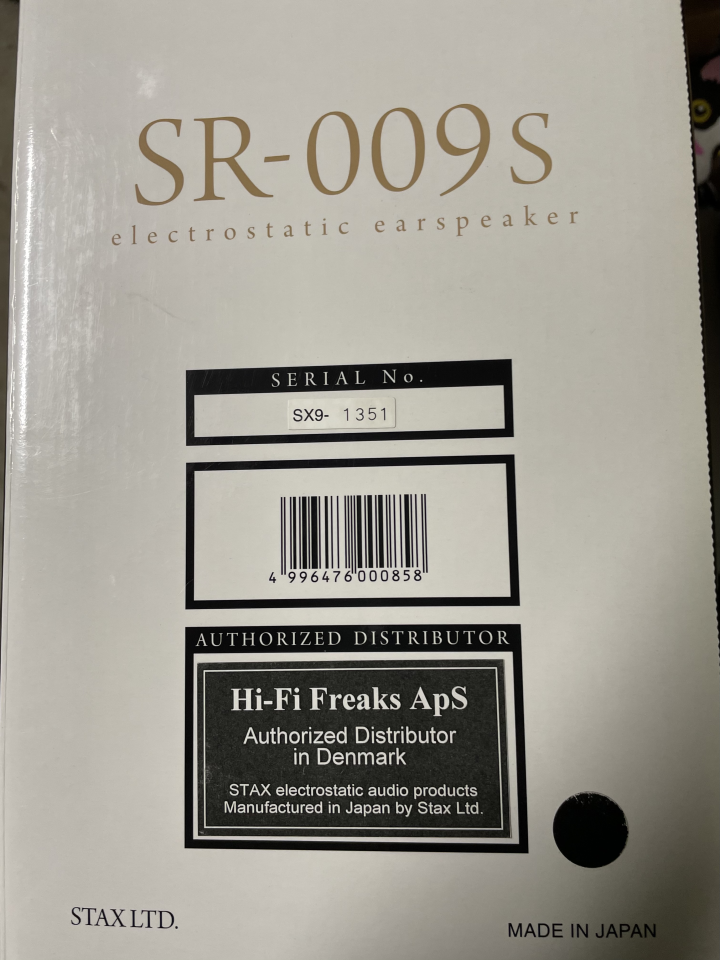 SR-009S
electrostatic earspeaker
SERIAL No.
SX9- 1351
4 996476 000858
AUTHORIZED DISTRIBUTOR
Hi-Fi Freaks ApS
Authorized Distributor
in Denmark
STAX electrostatic audio products
Manufactured in Japan by Stax Ltd.
STAX LTD.
MADE IN JAPAN